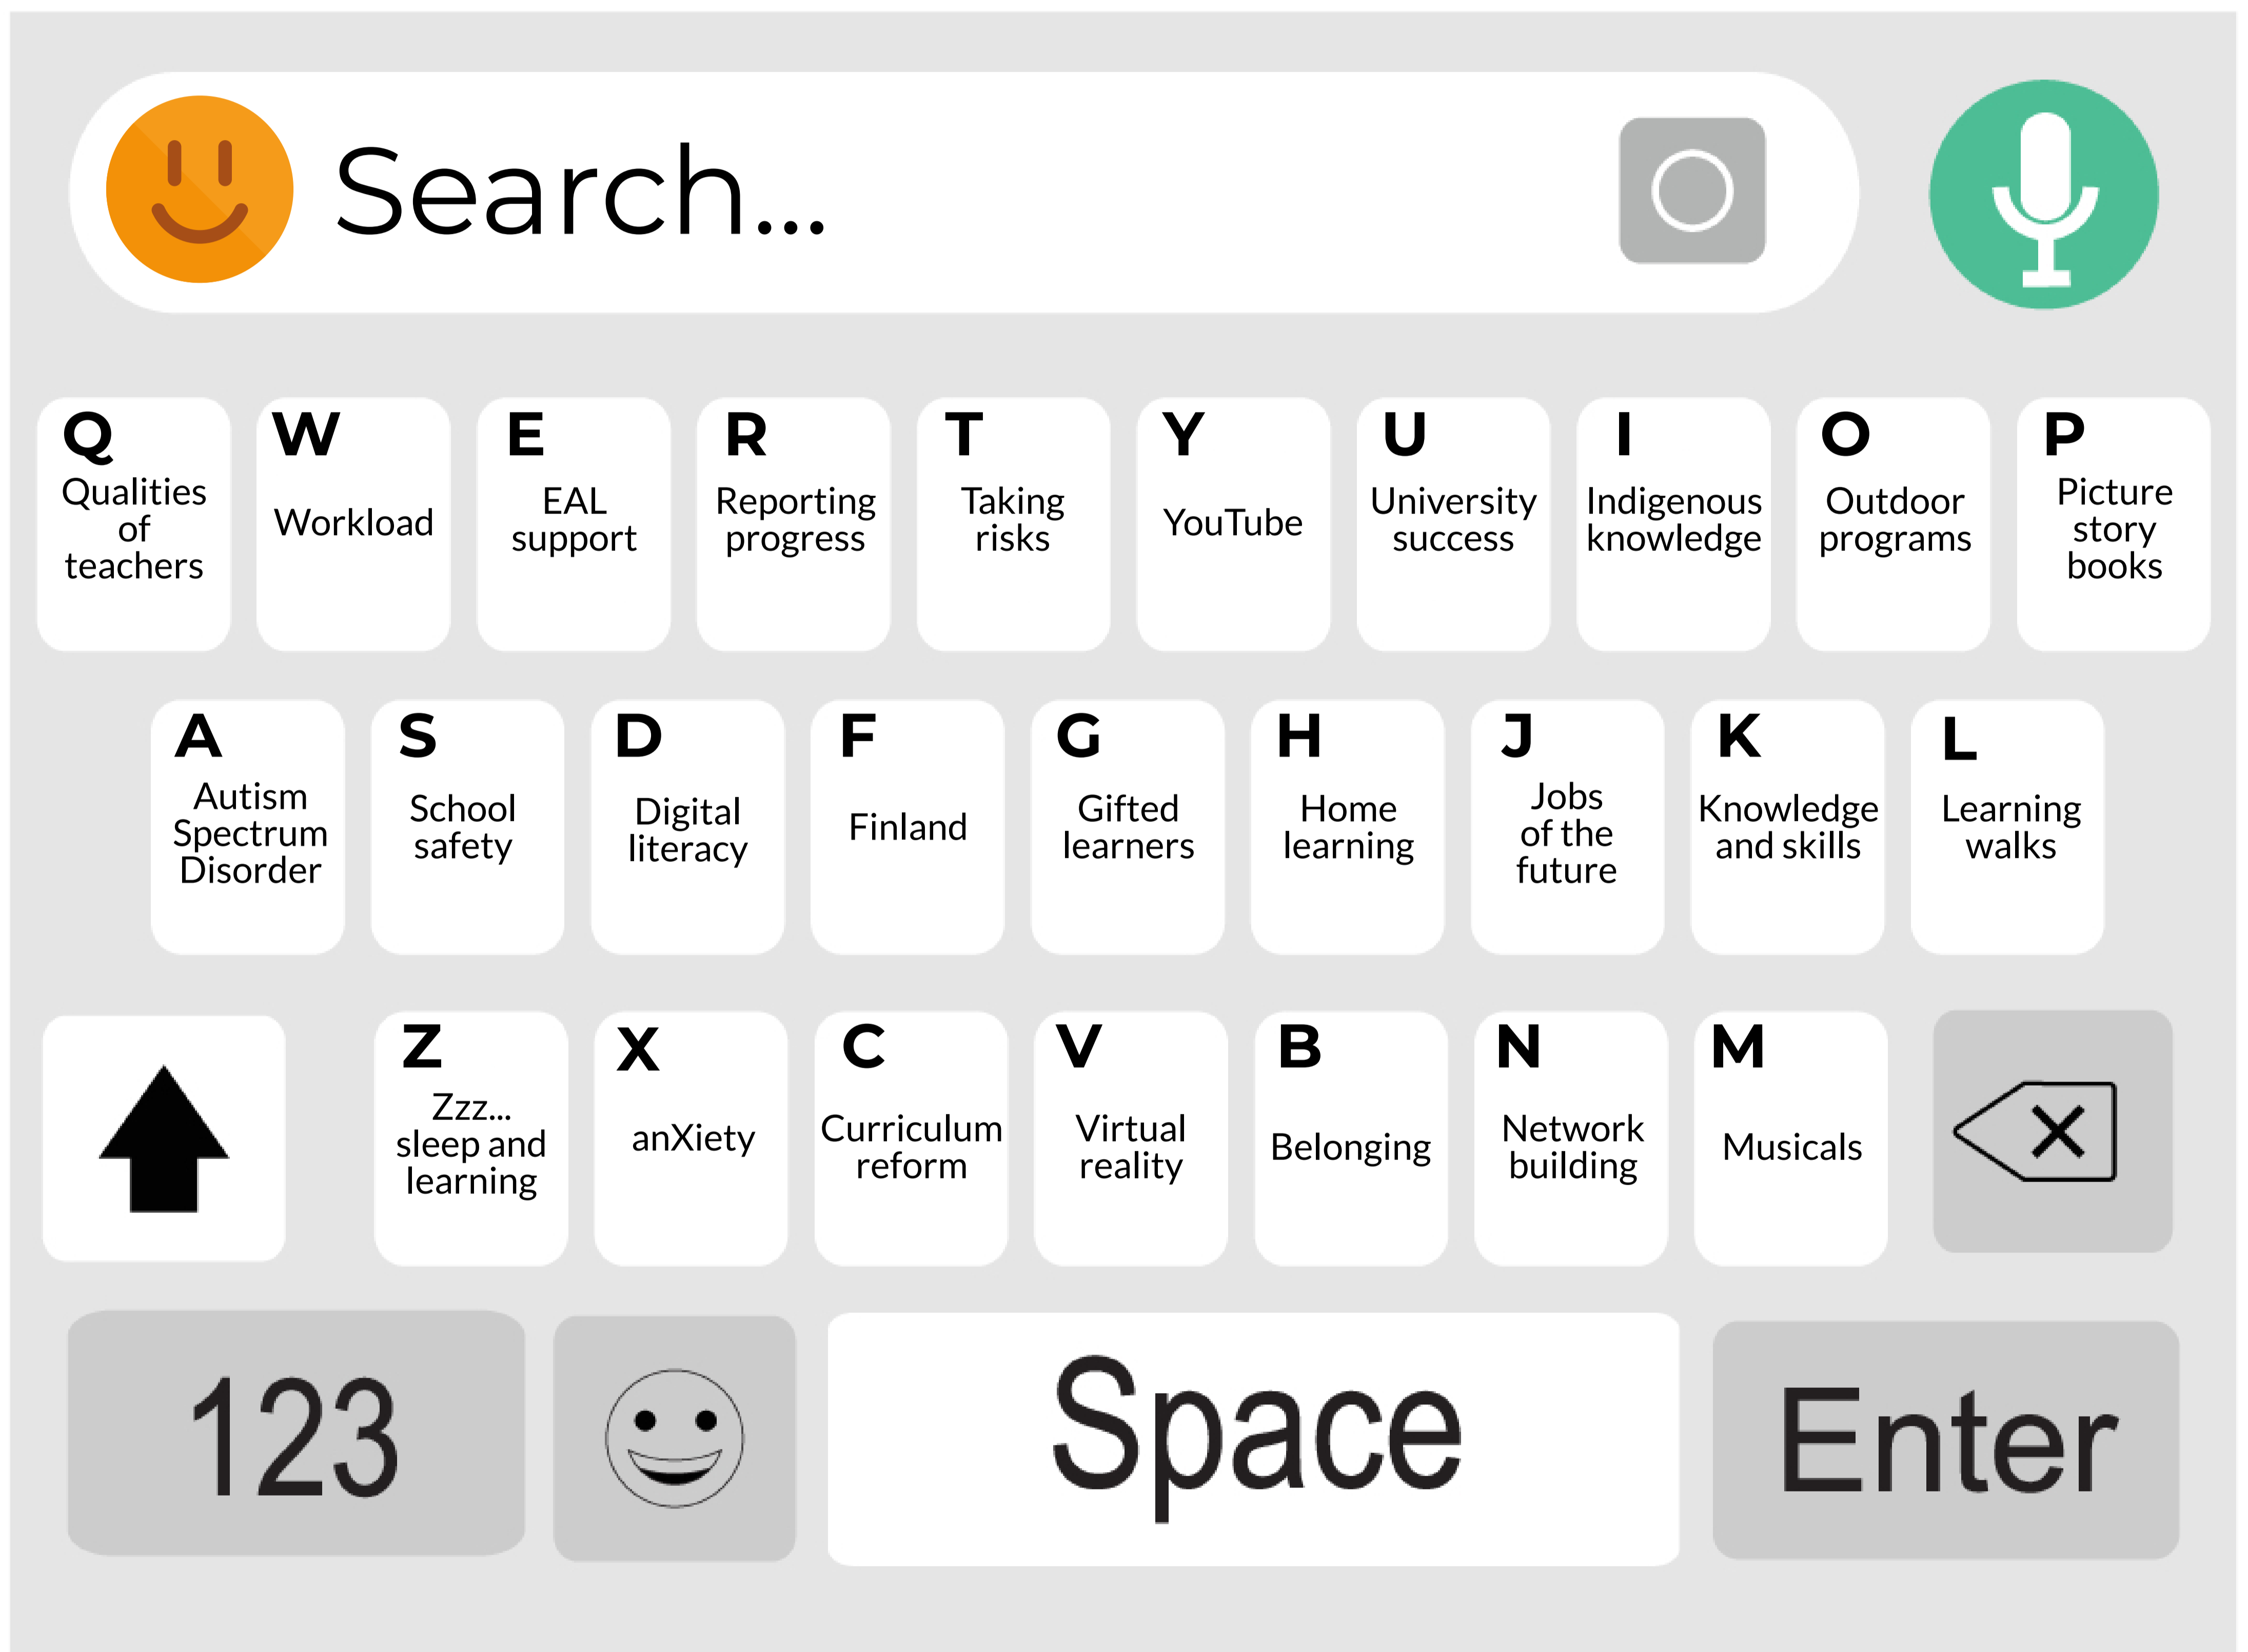 Search...
Q
Qualities
of
teachers
W
Workload
E
EAL
support
R
Reporting
progress
T
Taking
risks
Y
YouTube
U
University
success
I
Indigenous
knowledge
O
Outdoor
programs
P
Picture
story
books
A
Autism
Spectrum
Disorder
S
School
safety
D
Digital
literacy
F
Finland
G
Gifted
learners
H
Home
learning
J
Jobs
of the
future
K
Knowledge
and skills
L
Learning
walks
Z
Zzz...
sleep and
learning
X
anXiety
C
Curriculum
reform
V
Virtual
reality
B
Belonging
N
Network
building
M
Musicals
123
Space
Enter